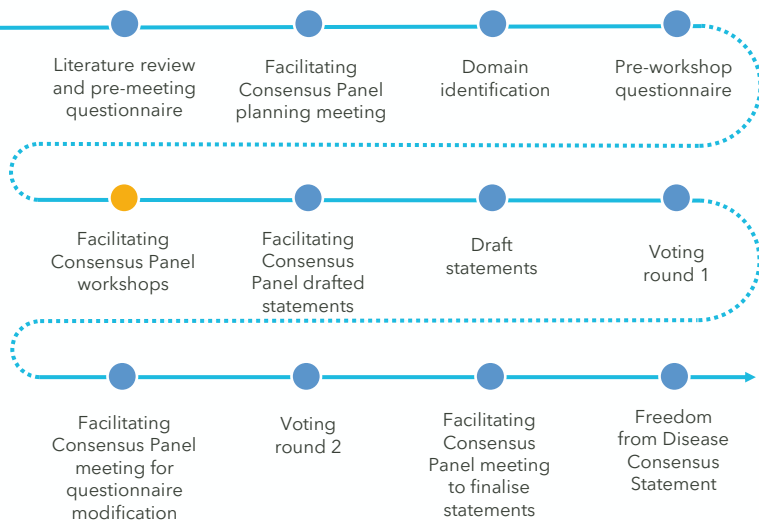 Literature review
and pre-meeting
questionnaire
Facilitating
Consensus Panel
planning meeting
Domain
identification
Pre-workshop
questionnaire
Facilitating
Consensus Panel
workshops
Facilitating
Consensus
Panel drafted
statements
Draft
statements
Voting
round 1
Facilitating
Consensus Panel
meeting for
questionnaire
modification
Voting
round 2
Facilitating
Consensus
Panel meeting
to finalise
statements
Freedom
from Disease
Consensus
Statement